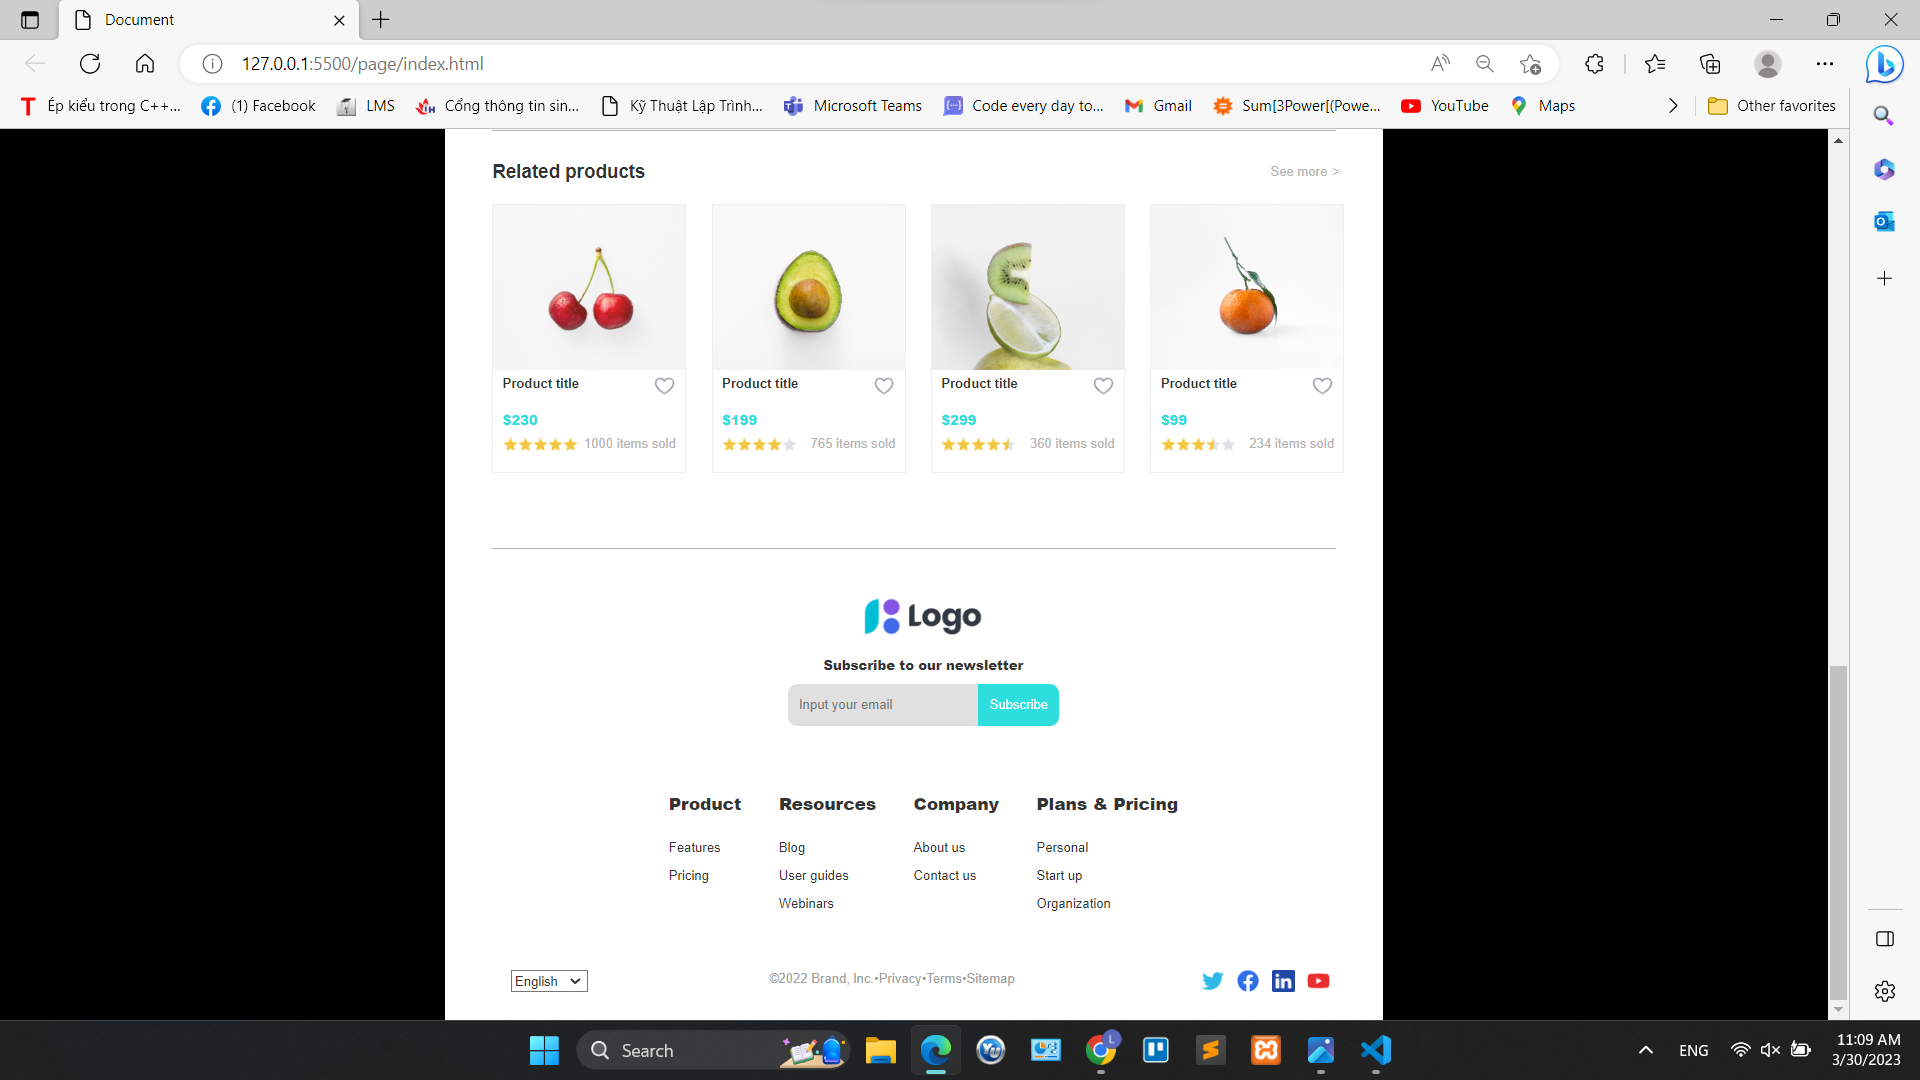 Document
127.0.0.1:5500/page/index.html
Ép kiểu trong C++...
(1) Facebook
LMS
Cổng thông tin sin...
Kỹ Thuật Lập Trình...
Microsoft Teams
Code every day to...
Gmail
Sum[3Power[(Powe...
YouTube
Maps
Other favorites
Related products
See more >
Product title
$230
1000 items sold
Product title
$199
765 items sold
Product title
$299
360 items sold
Product title
$99
234 items sold
Logo
Subscribe to our newsletter
Input your email
Subscribe
Product
Features
Pricing
Resources
Blog
User guides
Webinars
Company
About us
Contact us
Plans & Pricing
Personal
Start up
Organization
English
©2022 Brand, Inc.•Privacy•Terms•Sitemap
Search
L
ENG
11:09 AM
3/30/2023